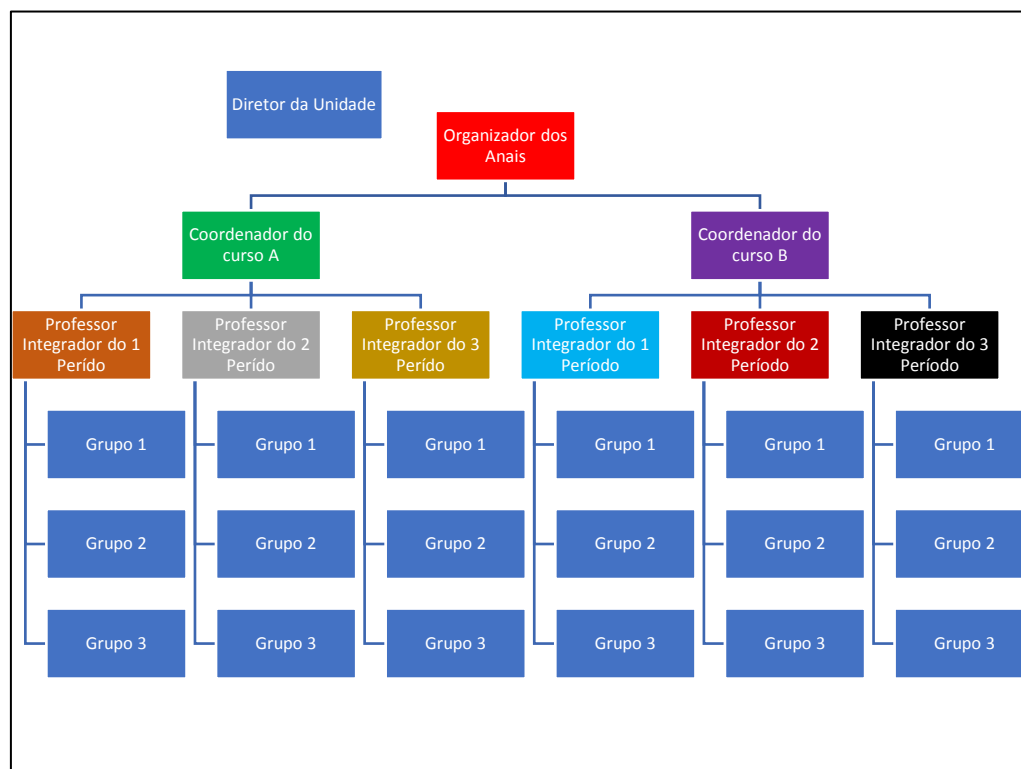 Diretor da Unidade
Organizador dos
Anais
Coordenador do
curso A
Coordenador do
curso B
Professor
Integrador do 1
Perído
Professor
Integrador do 2
Perído
Professor
Integrador do 3
Perído
Professor
Integrador do 1
Período
Professor
Integrador do 2
Período
Professor
Integrador do 3
Período
Grupo 1
Grupo 1
Grupo 1
Grupo 1
Grupo 1
Grupo 1
Grupo 2
Grupo 2
Grupo 2
Grupo 2
Grupo 2
Grupo 2
Grupo 3
Grupo 3
Grupo 3
Grupo 3
Grupo 3
Grupo 3